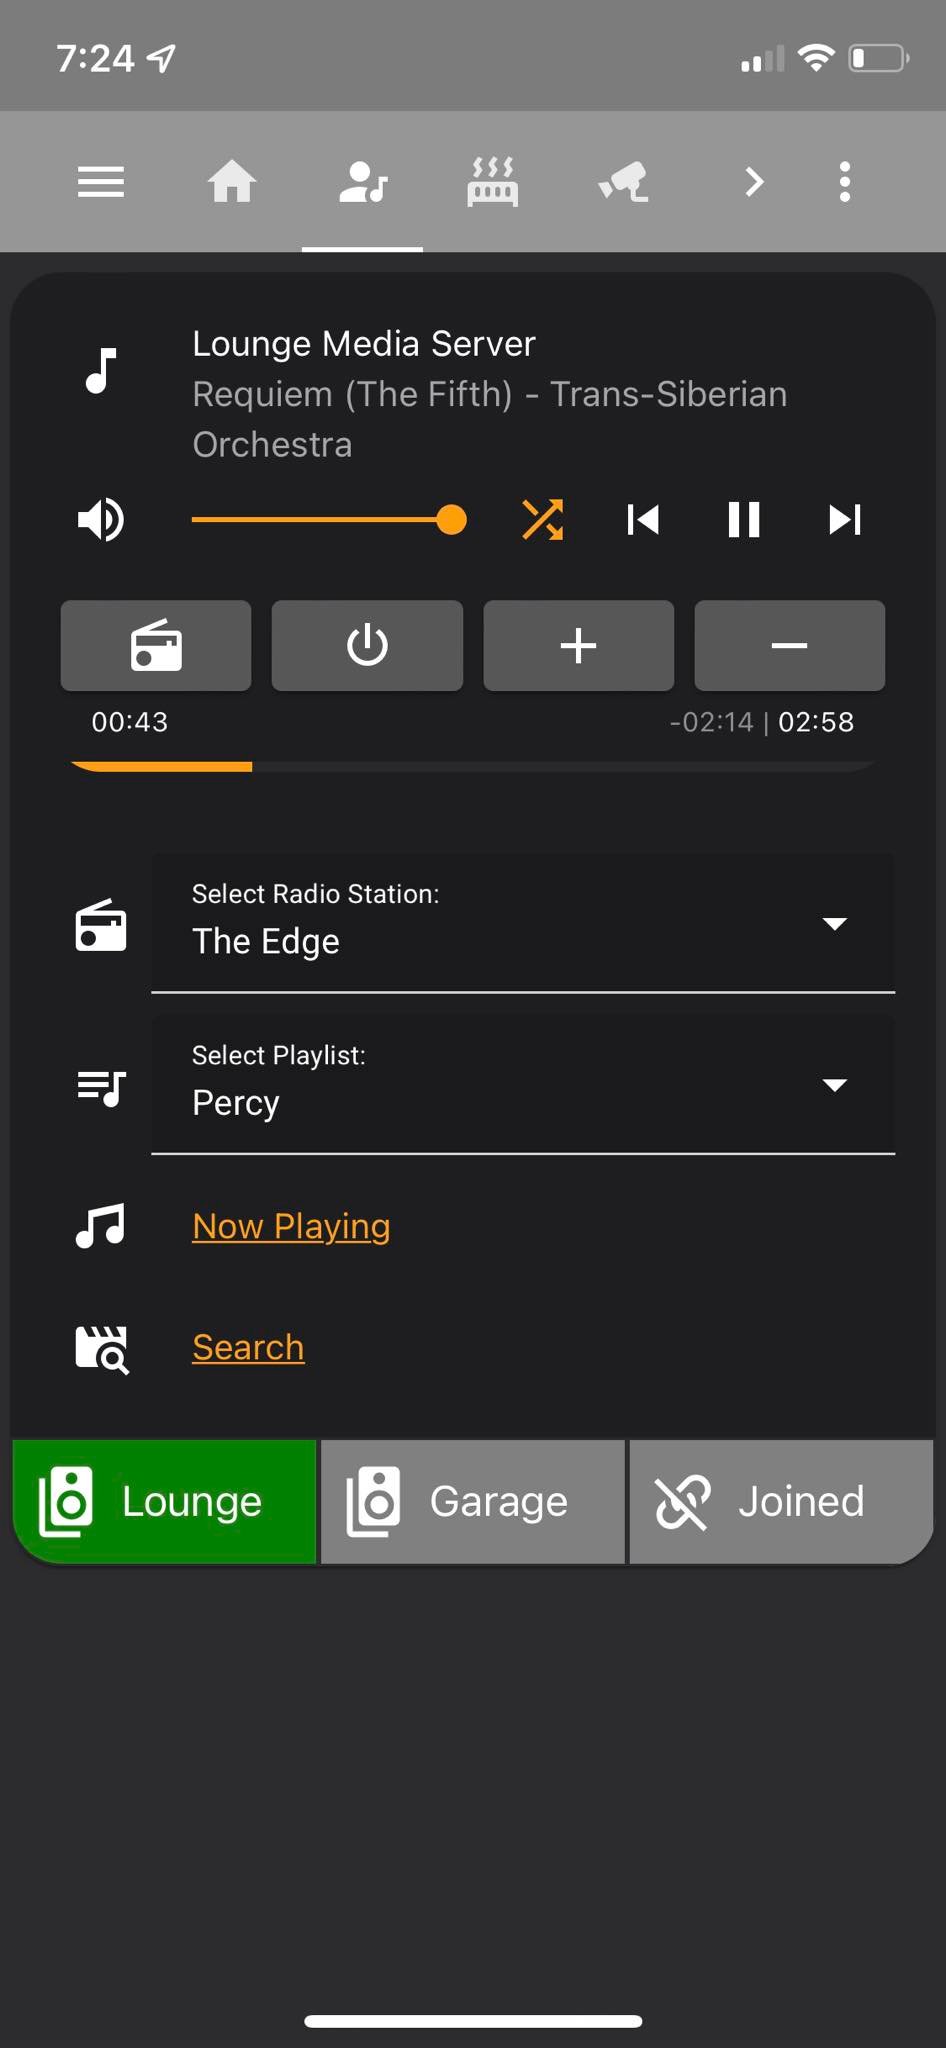 7:24
Lounge Media Server
Requiem (The Fifth) - Trans-Siberian
Orchestra
00:43
-02:14 | 02:58
Select Radio Station:
The Edge
Select Playlist:
Percy
Now Playing
Search
Lounge
Garage
Joined